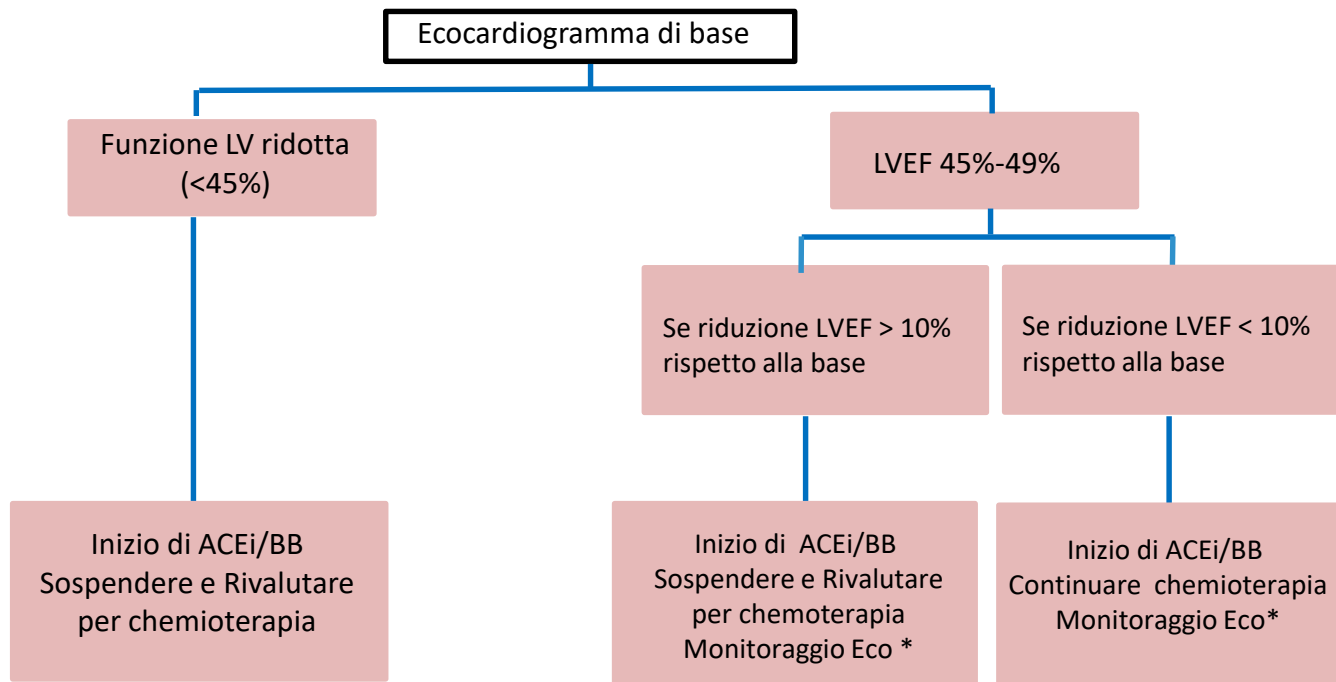 Ecocardiogramma di base
Funzione LV ridotta
(<45%)
LVEF 45%-49%
Se riduzione LVEF > 10%
rispetto alla base
Se riduzione LVEF < 10%
rispetto alla base
Inizio di ACEi/BB
Sospendere e Rivalutare
per chemioterapia
Inizio di ACEi/BB
Sospendere e Rivalutare
per chemoterapia
Monitoraggio Eco *
Inizio di ACEi/BB
Continuare chemioterapia
Monitoraggio Eco*